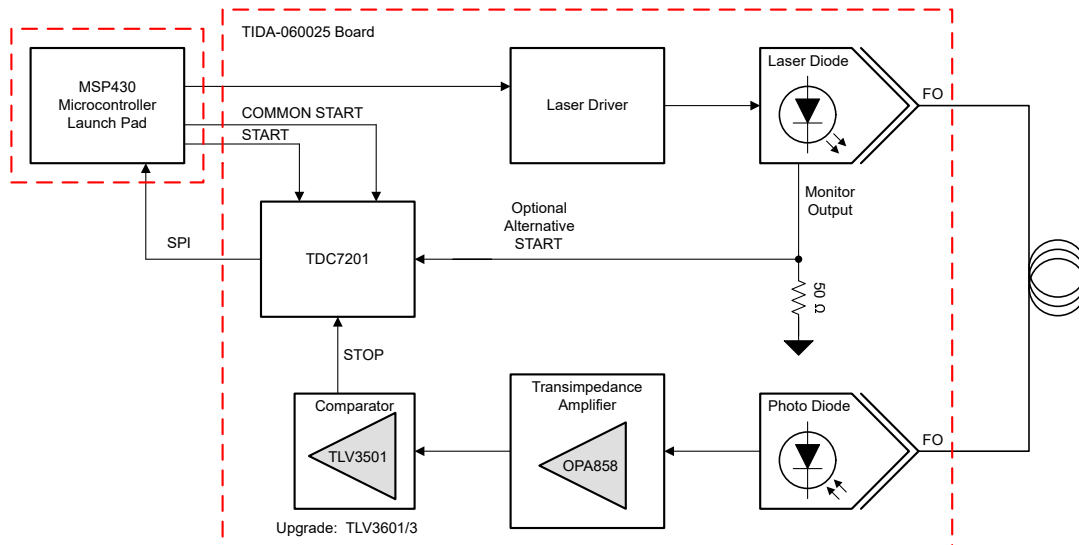 TIDA-060025 Board
MSP430
Microcontroller
Launch Pad
COMMON START
START
Laser Driver
Laser Diode
FO
Monitor
Output
Optional
Alternative
START
SPI
TDC7201
50 Ω
STOP
Comparator
TLV3501
Upgrade: TLV3601/3
Transimpedance
Amplifier
OPA858
Photo Diode
FO